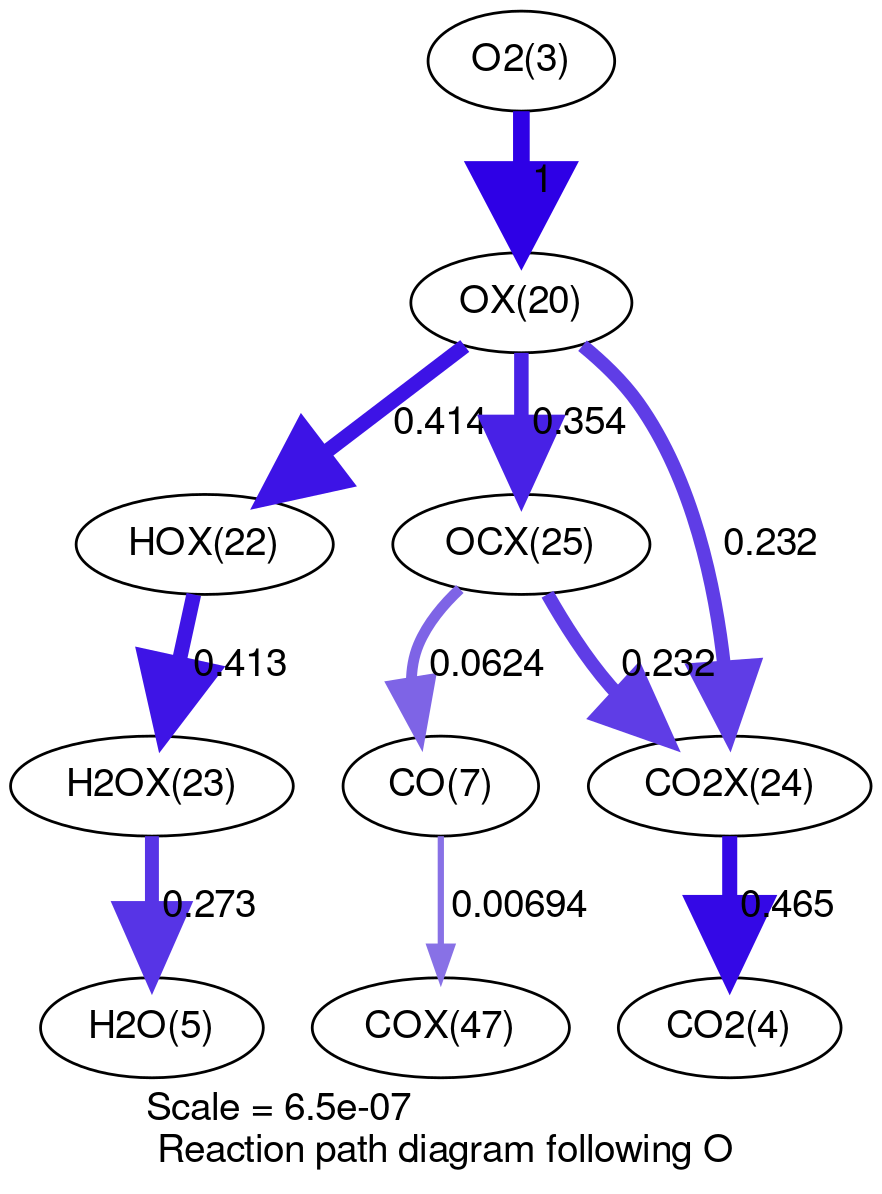 O2(3)
1
OX(20)
0.414
0.354
0.232
HOX(22)
OCX(25)
0.413
0.0624
0.232
H2OX(23)
CO(7)
CO2X(24)
0.273
0.00694
0.465
H2O(5)
COX(47)
CO2(4)
Scale = 6.5e-07
Reaction path diagram following O